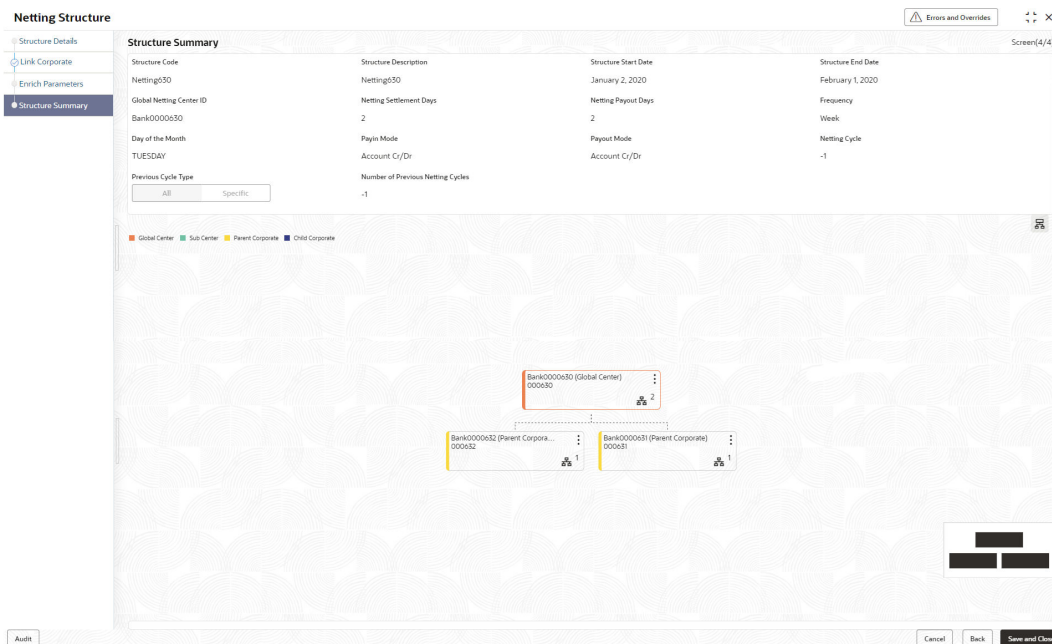 Netting Structure
Errors and Overrides
Structure Details
Link Corporate
Enrich Parameters
Structure Summary
Structure Summary
Screen(4/4)
Structure Code
Structure Description
Structure Start Date
Structure End Date
Netting630
Netting630
January 2, 2020
February 1, 2020
Global Netting Center ID
Netting Settlement Days
Netting Payout Days
Frequency
Bank0000630
2
2
Week
Day of the Month
Payin Mode
Payout Mode
Netting Cycle
TUESDAY
Account Cr/Dr
Account Cr/Dr
-1
Previous Cycle Type
Number of Previous Netting Cycles
All
Specific
-1
Global Center
Sub Center
Parent Corporate
Child Corporate
Bank0000630 (Global Center)
000630
2
Bank0000632 (Parent Corpora...
000632
1
Bank0000631 (Parent Corporate)
000631
1
Audit
Cancel
Back
Save and Close